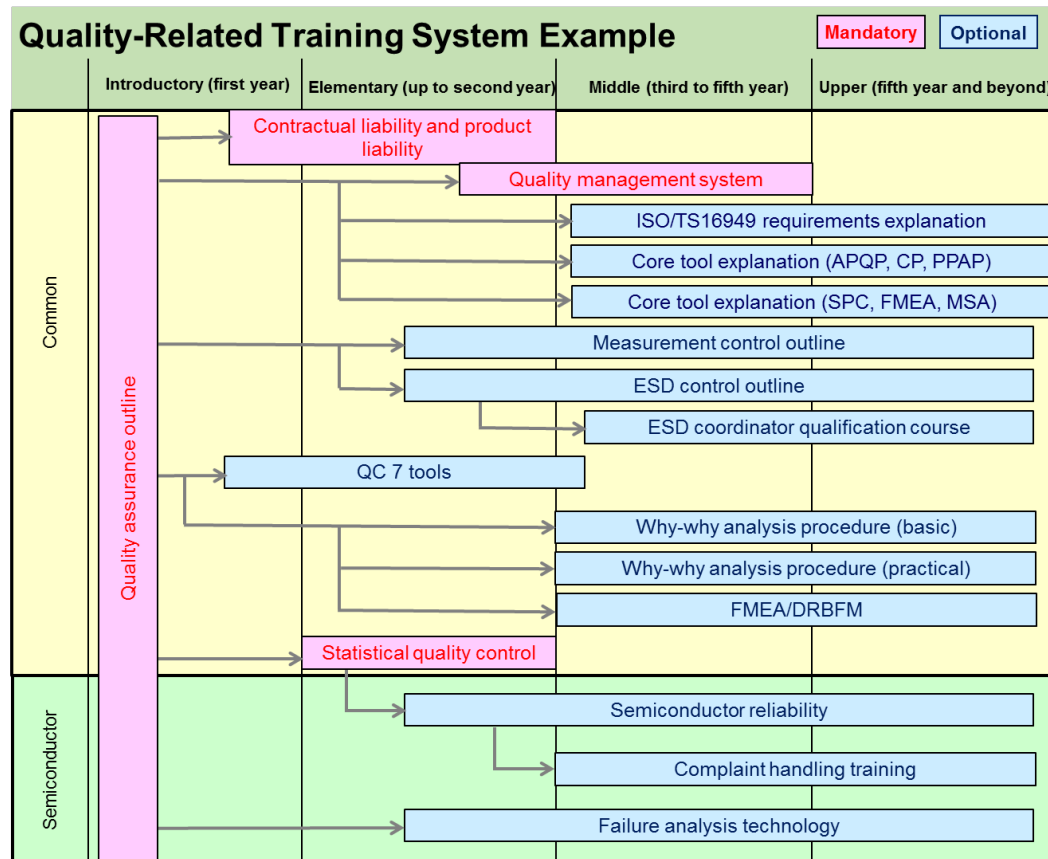 Quality-Related Training System Example
Mandatory
Optional
Introductory (first year)
Elementary (up to second year)
Middle (third to fifth year)
Upper (fifth year and beyond)
Common
Quality assurance outline
Contractual liability and product
liability
Quality management system
ISO/TS16949 requirements explanation
Core tool explanation (APQP, CP, PPAP)
Core tool explanation (SPC, FMEA, MSA)
Measurement control outline
ESD control outline
ESD coordinator qualification course
QC 7 tools
Why-why analysis procedure (basic)
Why-why analysis procedure (practical)
FMEA/DRBFM
Statistical quality control
Semiconductor
Semiconductor reliability
Complaint handling training
Failure analysis technology